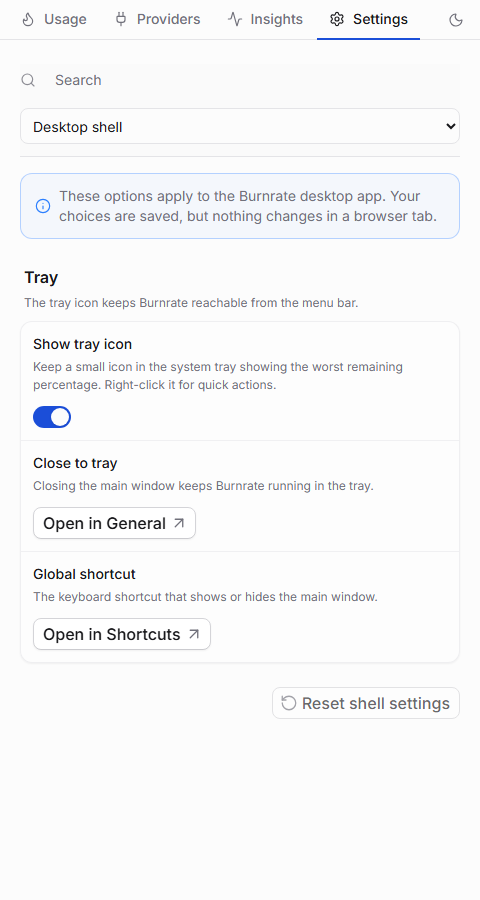 Usage
Providers
Insights
Settings
Search
Desktop shell
These options apply to the Burnrate desktop app. Your
choices are saved, but nothing changes in a browser tab.
Tray
The tray icon keeps Burnrate reachable from the menu bar.
Show tray icon
Keep a small icon in the system tray showing the worst remaining
percentage. Right-click it for quick actions.
Close to tray
Closing the main window keeps Burnrate running in the tray.
Open in General
Global shortcut
The keyboard shortcut that shows or hides the main window.
Open in Shortcuts
Reset shell settings